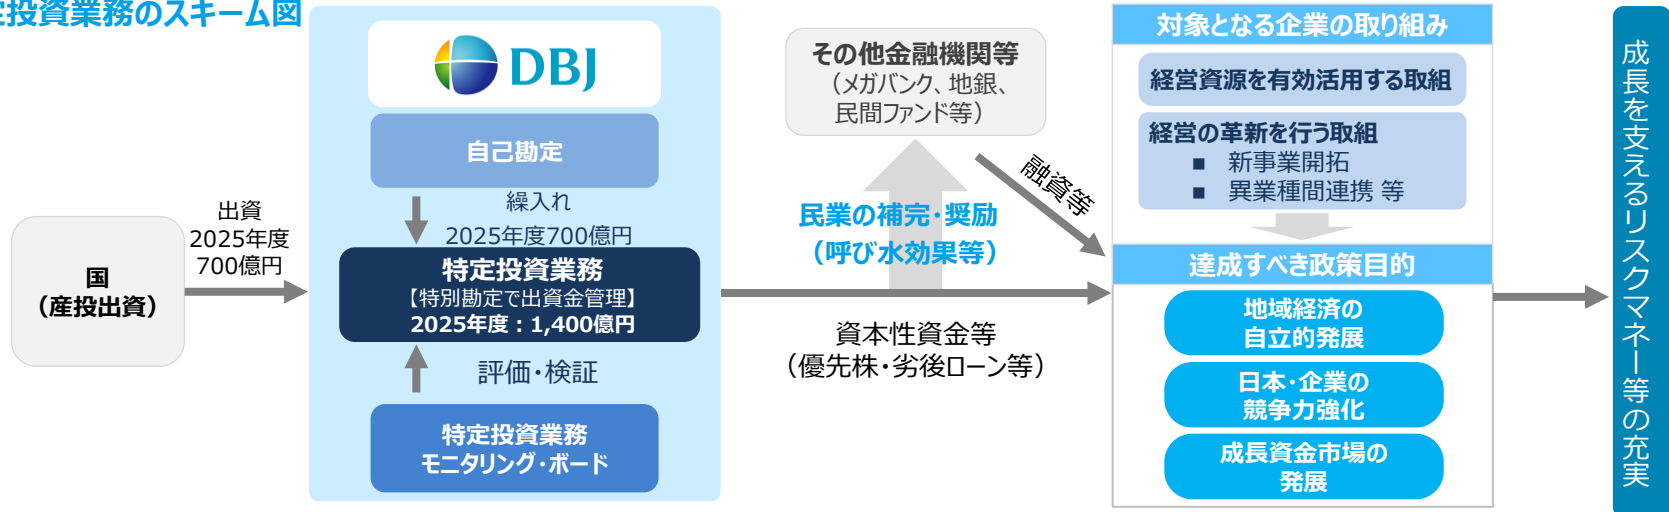 定投資業務のスキーム図
国
（産投出資）
出資
2025年度
700億円
DBJ
自己勘定
繰入れ
2025年度700億円
特定投資業務
【特別勘定で出資金管理】
2025年度：1,400億円
評価・検証
特定投資業務
モニタリング・ボード
その他金融機関等
（メガバンク、地銀、
民間ファンド等）
融資等
民業の補完・奨励
（呼び水効果等）
資本性資金等
（優先株・劣後ローン等）
対象となる企業の取り組み
経営資源を有効活用する取組
経営の革新を行う取組
■ 新事業開拓
■ 異業種間連携 等
達成すべき政策目的
地域経済の
自立的発展
日本・企業の
競争力強化
成長資金市場の
発展
成長を支えるリスクマネー等の充実